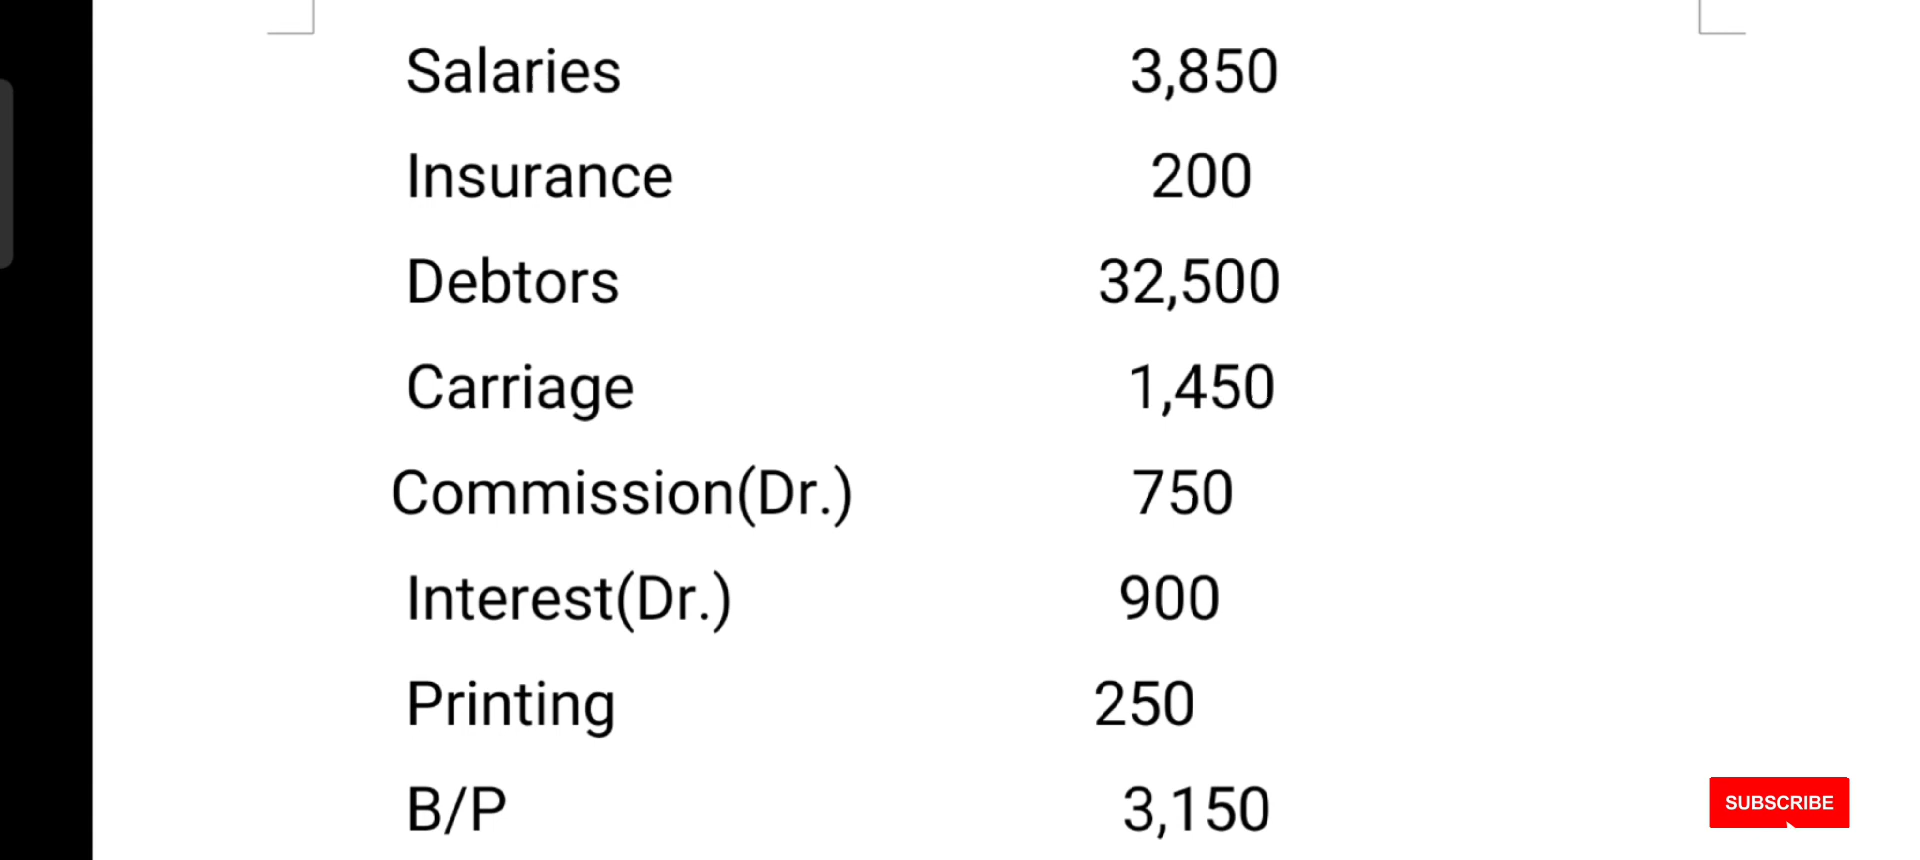 Salaries 3,850
Insurance 200
Debtors 32,500
Carriage 1,450
Commission(Dr.) 750
Interest(Dr.) 900
Printing 250
B/P 3,150
SUBSCRIBE